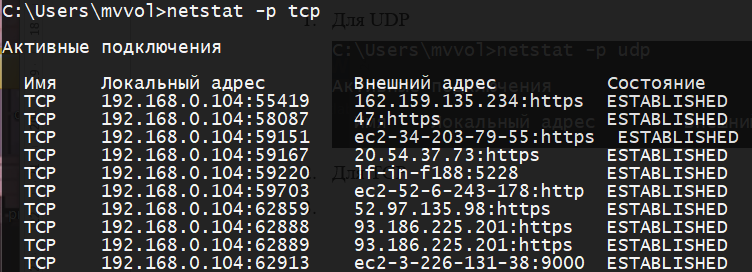 C:\Users\mvvol>netstat -p tcp
Для UDP
C:\Users\mvvol>netstat -p udp
Активные подключения
Имя Локальный адрес Внешний адрес Состояние
TCP 192.168.0.104:55419 162.159.135.234:https ESTABLISHED
TCP 192.168.0.104:58087 47:https ESTABLISHED
TCP 192.168.0.104:59151 ec2-34-203-79-55:https ESTABLISHED
TCP 192.168.0.104:59167 20.54.37.73:https ESTABLISHED
TCP 192.168.0.104:59220 lf-in-f188:5228 ESTABLISHED
TCP 192.168.0.104:59703 ec2-52-6-243-178:http ESTABLISHED
TCP 192.168.0.104:62859 52.97.135.98:https ESTABLISHED
TCP 192.168.0.104:62888 93.186.225.201:https ESTABLISHED
TCP 192.168.0.104:62889 93.186.225.201:https ESTABLISHED
TCP 192.168.0.104:62913 ec2-3-226-131-38:9000 ESTABLISHED